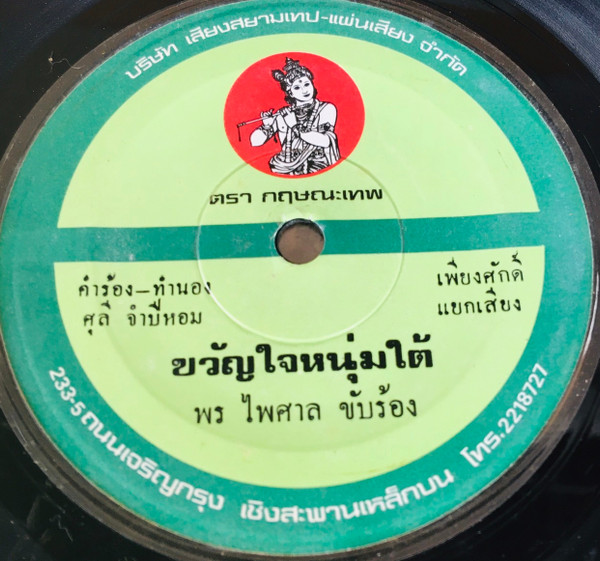 บริษัท เสียงสยามเทป-แผ่นเสียง จำกัด
ตรา กฤษณะเทพ
คำร้อง–ทำนอง
ศุลี จำปีหอม
เพียงศักดิ์
แยกเสียง
ขวัญใจหนุ่มใต้
พร ไพศาล ขับร้อง
233-5 ถนนเจริญกรุง เชิงสะพานเหล็กบน โทร.2218727